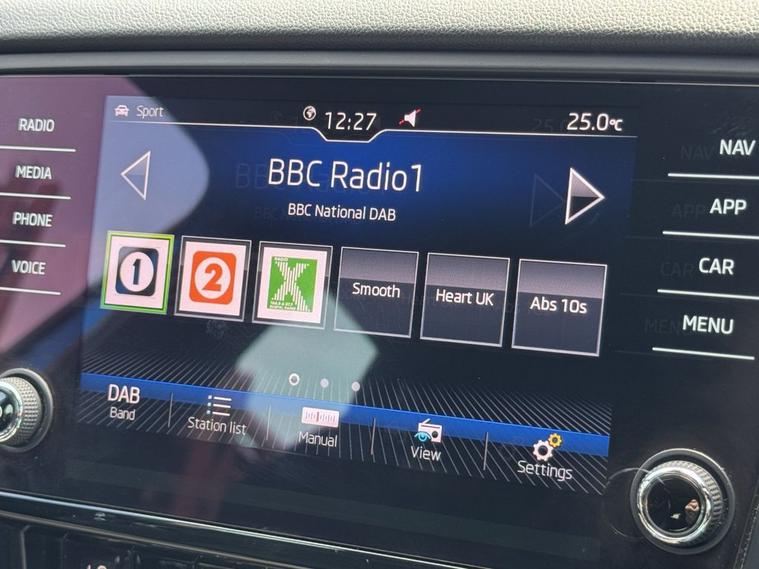 RADIO
MEDIA
PHONE
VOICE
Sport
12:27
25.0°C
BBC Radio1
BBC National DAB
1
2
RADIO
X
Smooth
Heart UK
Abs 10s
DAB
Band
Station list
Manual
View
Settings
NAV
APP
CAR
MENU